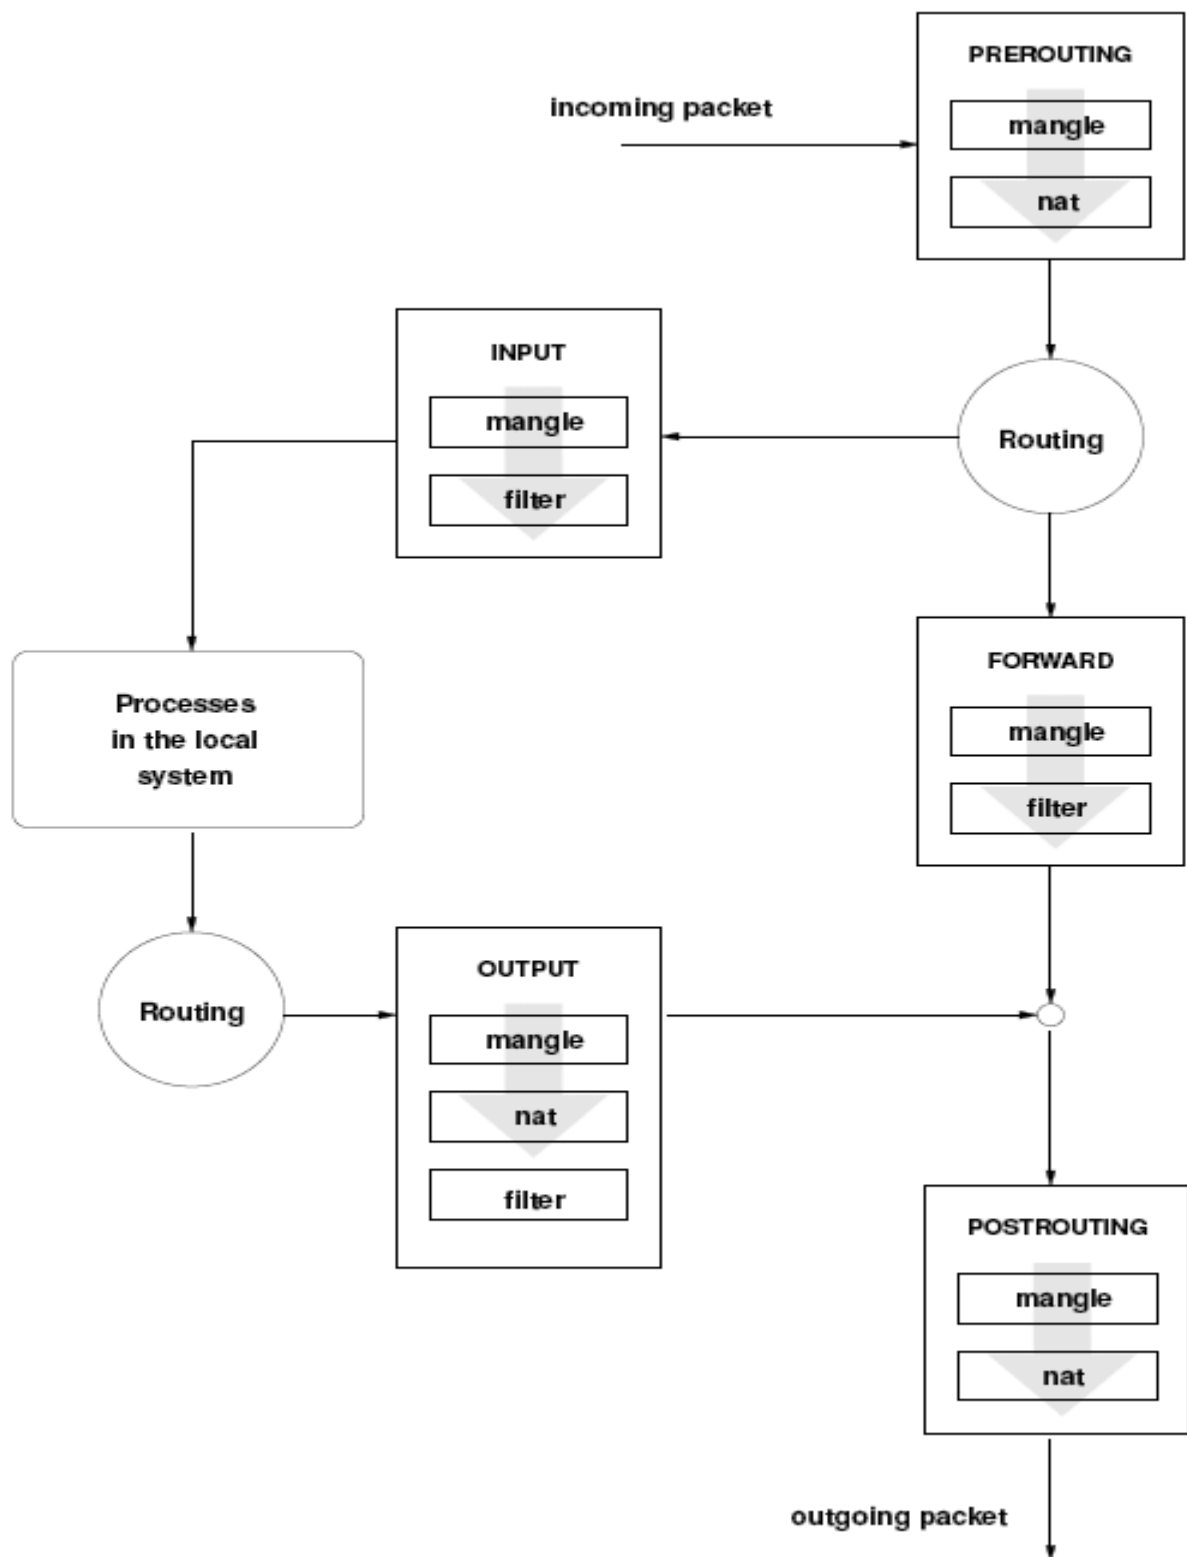 PREROUTING
incoming packet
mangle
nat
INPUT
mangle
filter
Routing
Processes
in the local
system
FORWARD
mangle
filter
Routing
OUTPUT
mangle
nat
filter
POSTROUTING
mangle
nat
outgoing packet